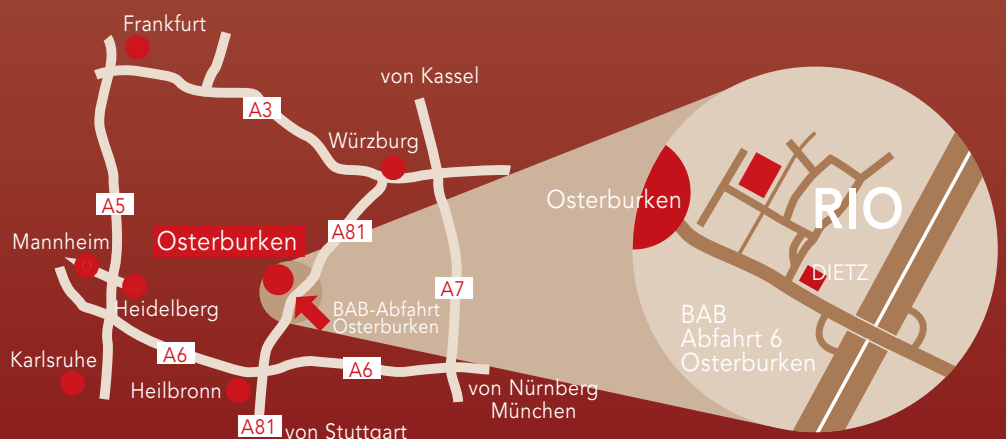 Frankfurt
von Kassel
A3
Würzburg
A5
Osterburken
RIO
A81
Mannheim
Osterburken
DIETZ
A7
Heidelberg
BAB-Abfahrt
Osterburken
BAB
Abfahrt 6
Osterburken
A6
Karlsruhe
A6
Heilbronn
von Nürnberg
München
A81
von Stuttgart